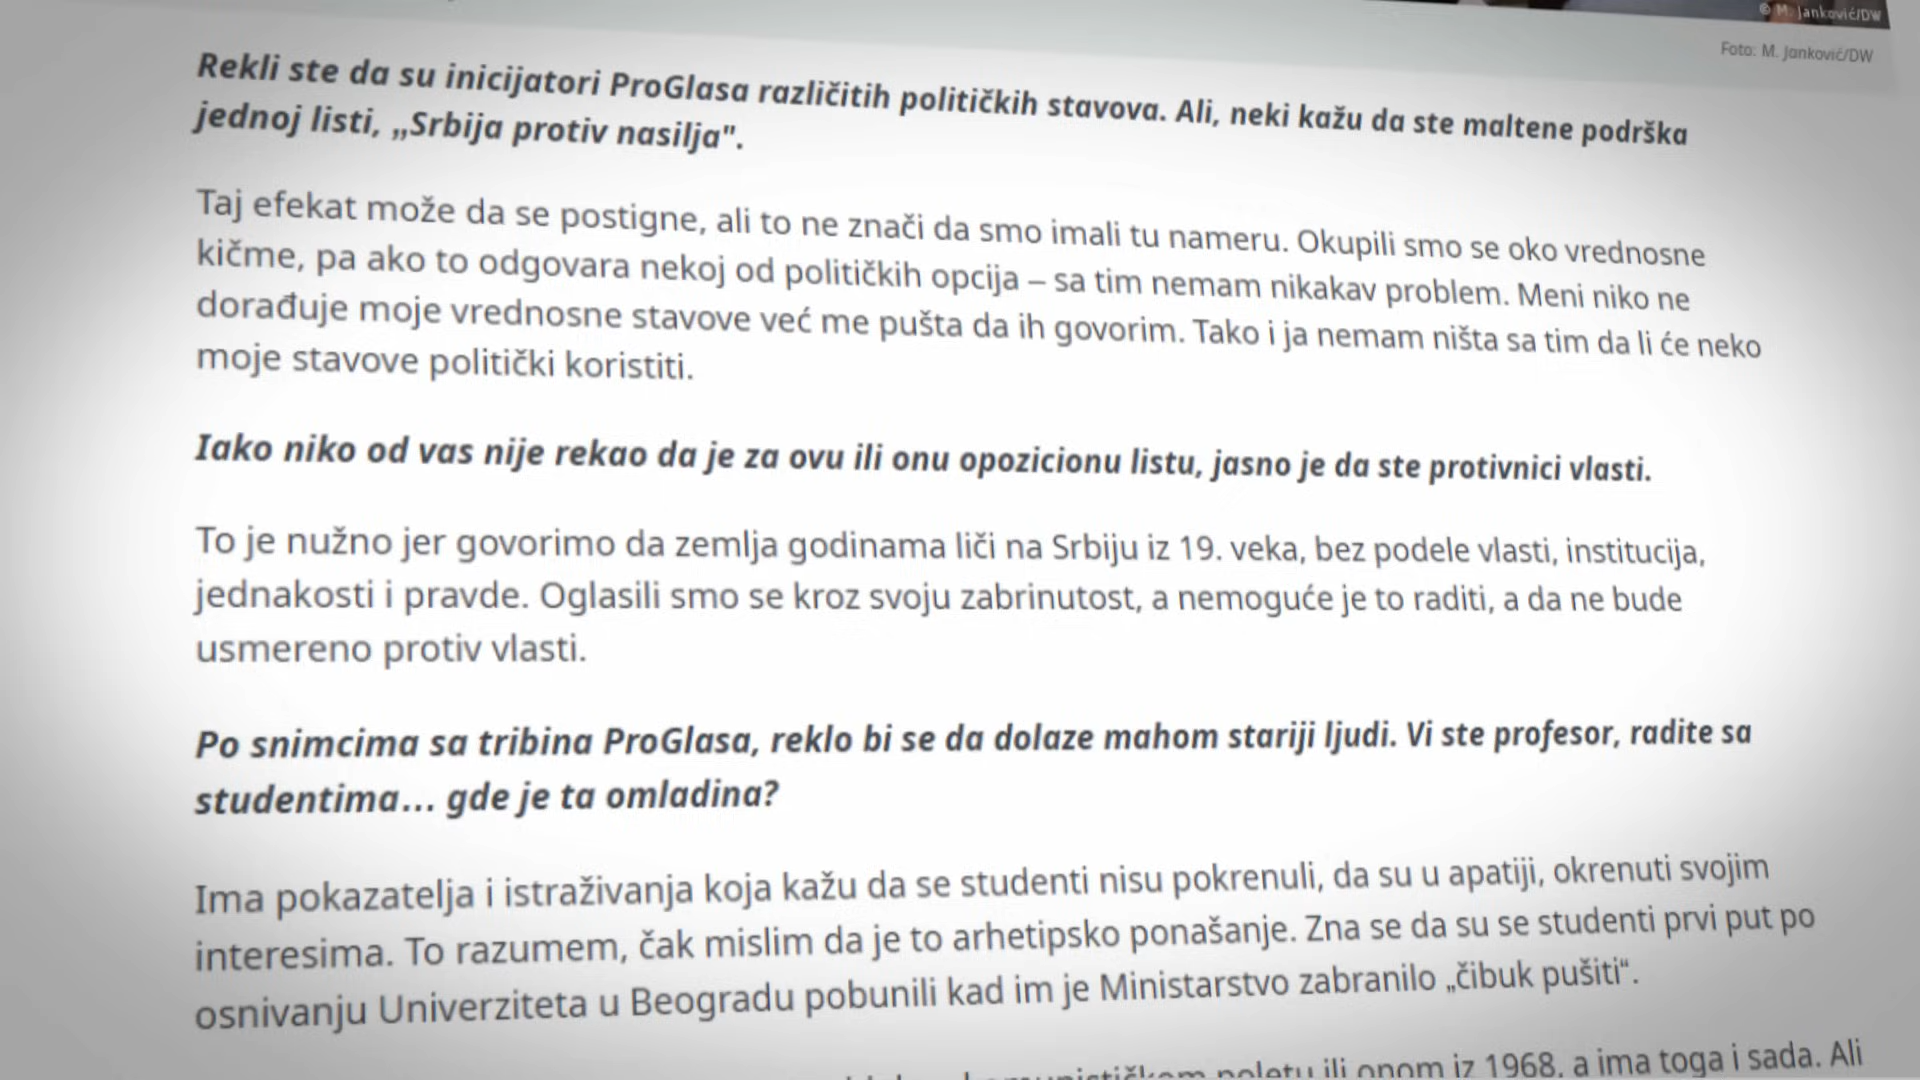 © M. Janković/DW
Foto: M. Janković/DW
Rekli ste da su inicijatori ProGlasa različitih političkih stavova. Ali, neki kažu da ste maltene podrška
jednoj listi, „Srbija protiv nasilja".
Taj efekat može da se postigne, ali to ne znači da smo imali tu nameru. Okupili smo se oko vrednosne
kičme, pa ako to odgovara nekoj od političkih opcija – sa tim nemam nikakav problem. Meni niko ne
dorađuje moje vrednosne stavove već me pušta da ih govorim. Tako i ja nemam ništa sa tim da li će neko
moje stavove politički koristiti.
Iako niko od vas nije rekao da je za ovu ili onu opozicionu listu, jasno je da ste protivnici vlasti.
To je nužno jer govorimo da zemlja godinama liči na Srbiju iz 19. veka, bez podele vlasti, institucija,
jednakosti i pravde. Oglasili smo se kroz svoju zabrinutost, a nemoguće je to raditi, a da ne bude
usmereno protiv vlasti.
Po snimcima sa tribina ProGlasa, reklo bi se da dolaze mahom stariji ljudi. Vi ste profesor, radite sa
studentima... gde je ta omladina?
Ima pokazatelja i istraživanja koja kažu da se studenti nisu pokrenuli, da su u apatiji, okrenuti svojim
interesima. To razumem, čak mislim da je to arhetipsko ponašanje. Zna se da su se studenti prvi put po
osnivanju Univerziteta u Beogradu pobunili kad im je Ministarstvo zabranilo „čibuk pušiti“.
poletu ili onom iz 1968, a ima toga i sada. Ali